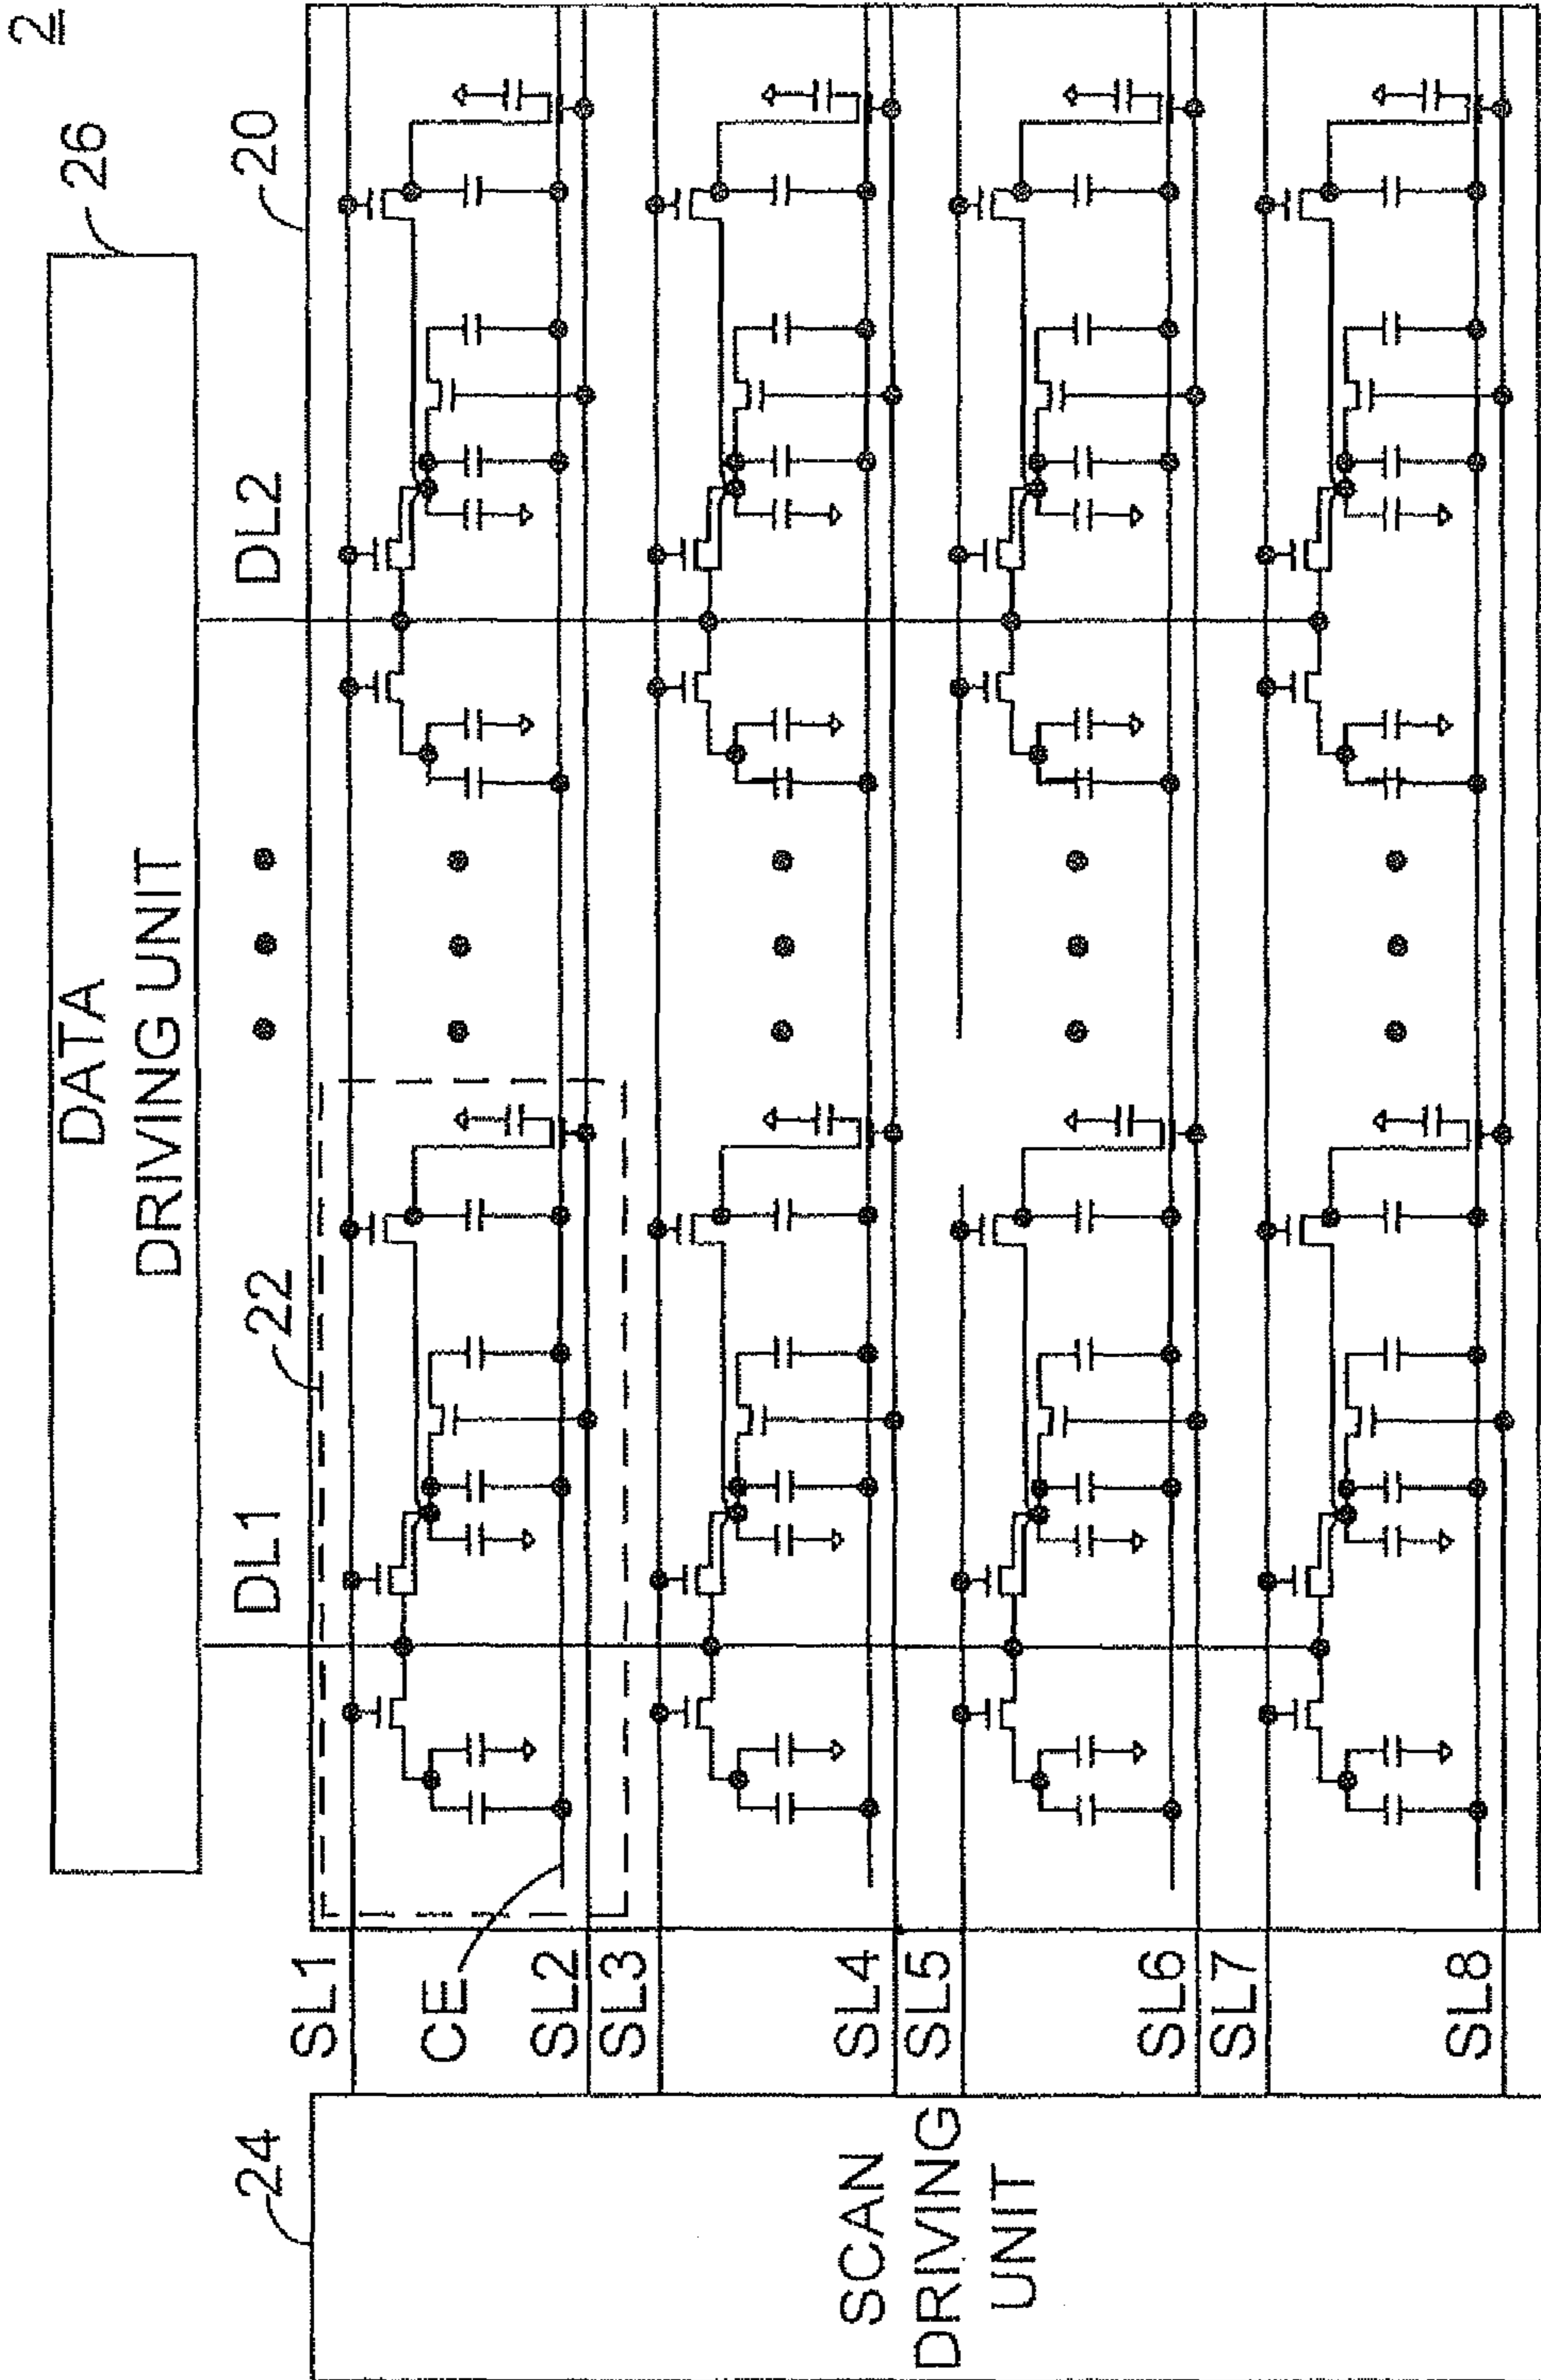 2
DATA
DRIVING UNIT
26
20
22
DL1
DL2
24
SCAN
DRIVING
UNIT
SL1
CE
SL2
SL3
SL4
SL5
SL6
SL7
SL8